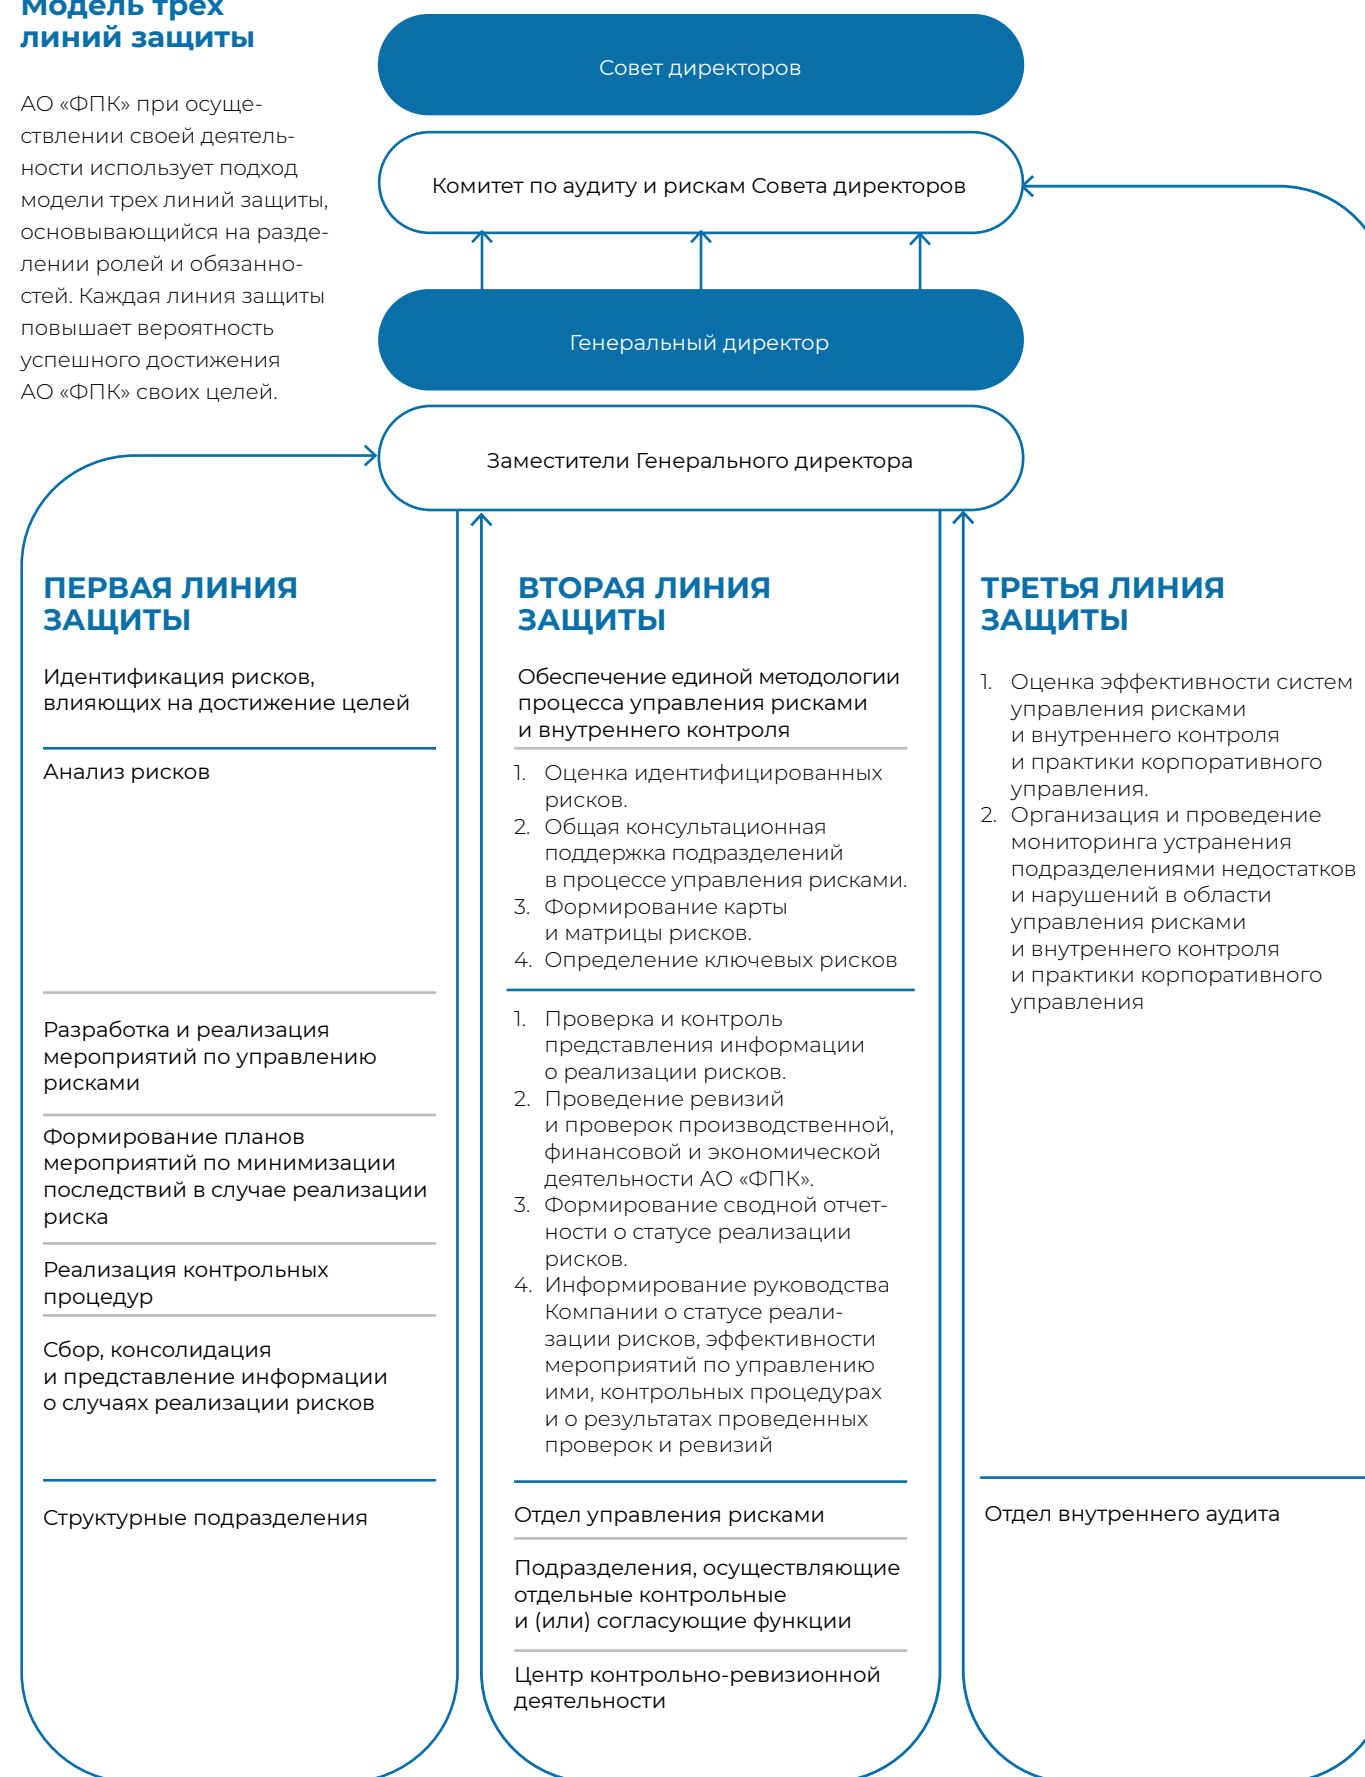 Модель трех
линий защиты
АО «ФПК» при осуще-
ствлении своей деятель-
ности использует подход
модели трех линий защиты,
основывающийся на разде-
лении ролей и обязанно-
стей. Каждая линия защиты
повышает вероятность
успешного достижения
АО «ФПК» своих целей.
Совет директоров
Комитет по аудиту и рискам Совета директоров
Генеральный директор
Заместители Генерального директора
ПЕРВАЯ ЛИНИЯ
ЗАЩИТЫ
Идентификация рисков,
влияющих на достижение целей
Анализ рисков
Разработка и реализация
мероприятий по управлению
рисками
Формирование планов
мероприятий по минимизации
последствий в случае реализации
риска
Реализация контрольных
процедур
Сбор, консолидация
и представление информации
о случаях реализации рисков
Структурные подразделения
ВТОРАЯ ЛИНИЯ
ЗАЩИТЫ
Обеспечение единой методологии
процесса управления рисками
и внутреннего контроля
1. Оценка идентифицированных
рисков.
2. Общая консультационная
поддержка подразделений
в процессе управления рисками.
3. Формирование карты
и матрицы рисков.
4. Определение ключевых рисков
1. Проверка и контроль
представления информации
о реализации рисков.
2. Проведение ревизий
и проверок производственной,
финансовой и экономической
деятельности АО «ФПК».
3. Формирование сводной отчет-
ности о статусе реализации
рисков.
4. Информирование руководства
Компании о статусе реали-
зации рисков, эффективности
мероприятий по управлению
ими, контрольных процедурах
и о результатах проведенных
проверок и ревизий
Отдел управления рисками
Подразделения, осуществляющие
отдельные контрольные
и (или) согласующие функции
Центр контрольно-ревизионной
деятельности
ТРЕТЬЯ ЛИНИЯ
ЗАЩИТЫ
1. Оценка эффективности систем
управления рисками
и внутреннего контроля
и практики корпоративного
управления.
2. Организация и проведение
мониторинга устранения
подразделениями недостатков
и нарушений в области
управления рисками
и внутреннего контроля
и практики корпоративного
управления
Отдел внутреннего аудита